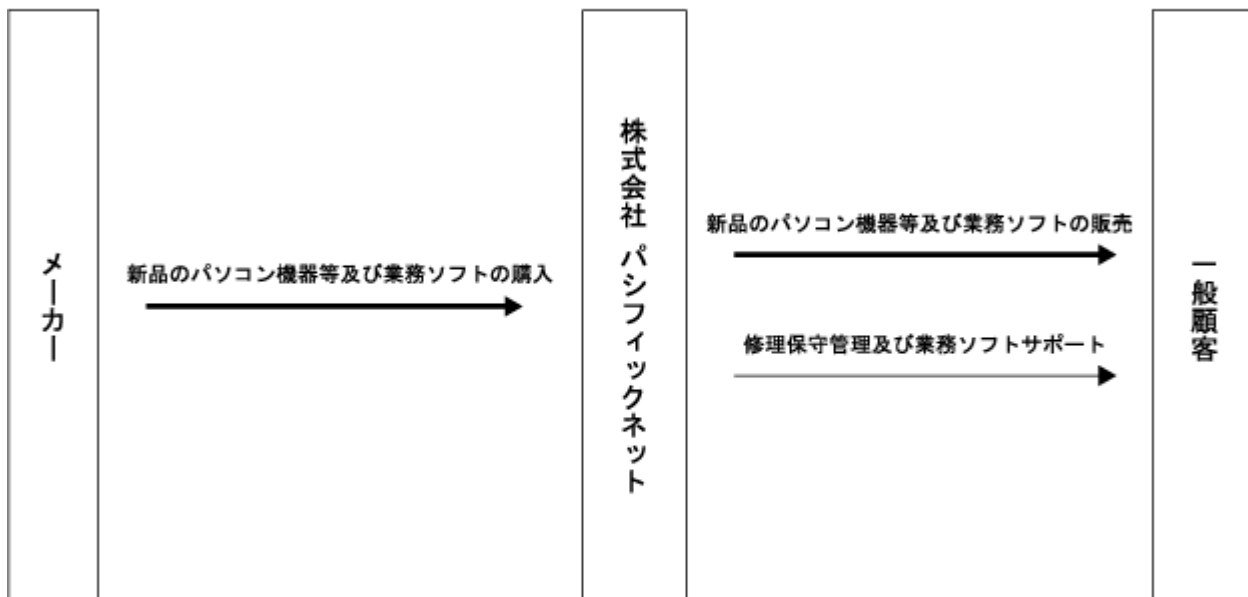 メーカー
新品のパソコン機器等及び業務ソフトの購入
株式会社 パシフィックネット
新品のパソコン機器等及び業務ソフトの販売
修理保守管理及び業務ソフトサポート
一般顧客